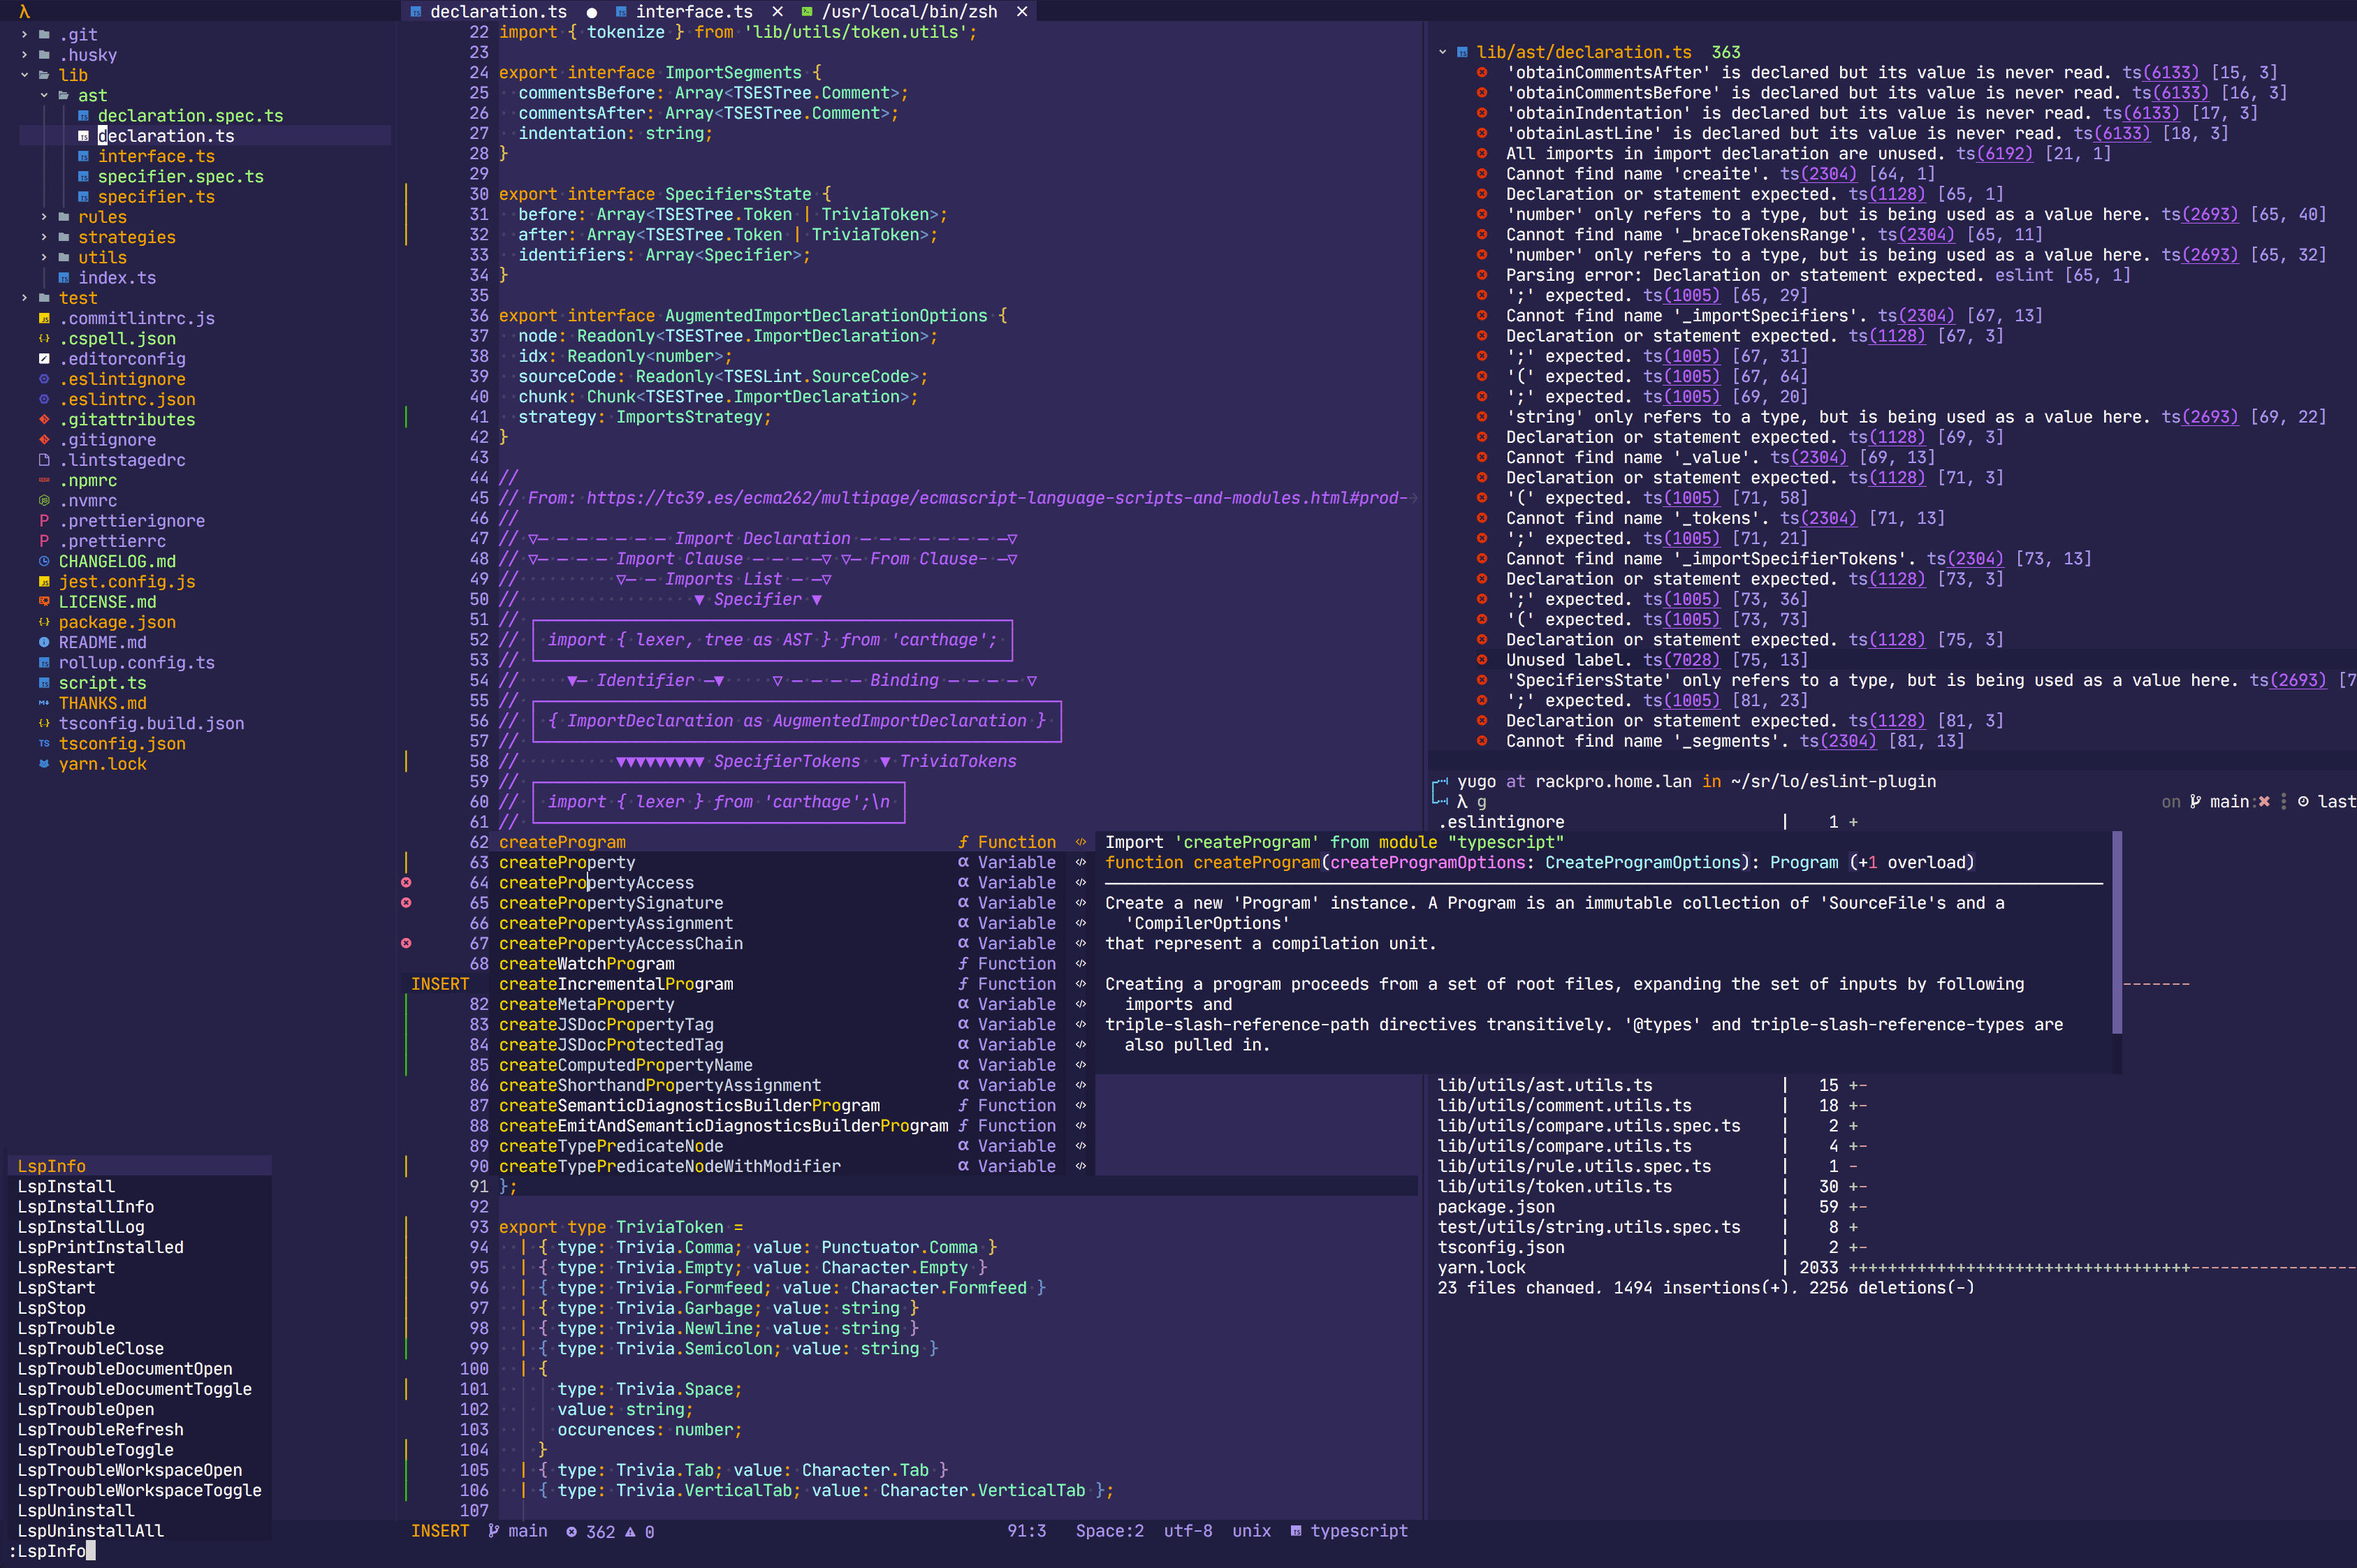 λ
.git
.husky
lib
ast
declaration.spec.ts
declaration.ts
interface.ts
specifier.spec.ts
specifier.ts
rules
strategies
utils
index.ts
test
.commitlintrc.js
.cspell.json
.editorconfig
.eslintignore
.eslintrc.json
.gitattributes
.gitignore
.lintstagedrc
.npmrc
.nvmrc
.prettierignore
.prettierrc
CHANGELOG.md
jest.config.js
LICENSE.md
package.json
README.md
rollup.config.ts
script.ts
THANKS.md
tsconfig.build.json
tsconfig.json
yarn.lock
LspInfo
LspInstall
LspInstallInfo
LspInstallLog
LspPrintInstalled
LspRestart
LspStart
LspStop
LspTrouble
LspTroubleClose
LspTroubleDocumentOpen
LspTroubleDocumentToggle
LspTroubleOpen
LspTroubleRefresh
LspTroubleToggle
LspTroubleWorkspaceOpen
LspTroubleWorkspaceToggle
LspUninstall
LspUninstallAll
:LspInfo
declaration.ts ● interface.ts ✕ /usr/local/bin/zsh ✕
22 import { tokenize } from 'lib/utils/token.utils';
23
24 export interface ImportSegments {
25 commentsBefore: Array<TSESTree.Comment>;
26 commentsAfter: Array<TSESTree.Comment>;
27 indentation: string;
28 }
29
30 export interface SpecifiersState {
31 before: Array<TSESTree.Token | TriviaToken>;
32 after: Array<TSESTree.Token | TriviaToken>;
33 identifiers: Array<Specifier>;
34 }
35
36 export interface AugmentedImportDeclarationOptions {
37 node: Readonly<TSESTree.ImportDeclaration>;
38 idx: Readonly<number>;
39 sourceCode: Readonly<TSESLint.SourceCode>;
40 chunk: Chunk<TSESTree.ImportDeclaration>;
41 strategy: ImportsStrategy;
42 }
43
44 //
45 // From: https://tc39.es/ecma262/multipage/ecmascript-language-scripts-and-modules.html#prod-
46 //
47 // ▽— — — — — — — Import Declaration — — — — — — — —▽
48 // ▽— — — — Import Clause — — — —▽ ▽— From Clause- —▽
49 // ▽— — Imports List — —▽
50 // ▼ Specifier ▼
51 //
52 // import { lexer, tree as AST } from 'carthage';
53 //
54 // ▼— Identifier —▼ ▽ — — — — Binding — — — — ▽
55 //
56 // { ImportDeclaration as AugmentedImportDeclaration }
57 //
58 // ▼▼▼▼▼▼▼▼▼ SpecifierTokens ▼ TriviaTokens
59 //
60 // import { lexer } from 'carthage';\n
61 //
62 createProgram ƒ Function
63 createProperty α Variable
64 createPropertyAccess α Variable
65 createPropertySignature α Variable
66 createPropertyAssignment α Variable
67 createPropertyAccessChain α Variable
68 createWatchProgram ƒ Function
INSERT createIncrementalProgram ƒ Function
82 createMetaProperty α Variable
83 createJSDocPropertyTag α Variable
84 createJSDocProtectedTag α Variable
85 createComputedPropertyName α Variable
86 createShorthandPropertyAssignment α Variable
87 createSemanticDiagnosticsBuilderProgram ƒ Function
88 createEmitAndSemanticDiagnosticsBuilderProgram ƒ Function
89 createTypePredicateNode α Variable
90 createTypePredicateNodeWithModifier α Variable
91 };
92
93 export type TriviaToken =
94 | { type: Trivia.Comma; value: Punctuator.Comma }
95 | { type: Trivia.Empty; value: Character.Empty }
96 | { type: Trivia.Formfeed; value: Character.Formfeed }
97 | { type: Trivia.Garbage; value: string }
98 | { type: Trivia.Newline; value: string }
99 | { type: Trivia.Semicolon; value: string }
100 | {
101 type: Trivia.Space;
102 value: string;
103 occurences: number;
104 }
105 | { type: Trivia.Tab; value: Character.Tab }
106 | { type: Trivia.VerticalTab; value: Character.VerticalTab };
107
INSERT main 362 0 91:3 Space:2 utf-8 unix typescript
Import 'createProgram' from module "typescript"
function createProgram(createProgramOptions: CreateProgramOptions): Program (+1 overload)
Create a new 'Program' instance. A Program is an immutable collection of 'SourceFile's and a
'CompilerOptions'
that represent a compilation unit.
Creating a program proceeds from a set of root files, expanding the set of inputs by following
imports and
triple-slash-reference-path directives transitively. '@types' and triple-slash-reference-types are
also pulled in.
lib/ast/declaration.ts 363
'obtainCommentsAfter' is declared but its value is never read. ts(6133) [15, 3]
'obtainCommentsBefore' is declared but its value is never read. ts(6133) [16, 3]
'obtainIndentation' is declared but its value is never read. ts(6133) [17, 3]
'obtainLastLine' is declared but its value is never read. ts(6133) [18, 3]
All imports in import declaration are unused. ts(6192) [21, 1]
Cannot find name 'creaite'. ts(2304) [64, 1]
Declaration or statement expected. ts(1128) [65, 1]
'number' only refers to a type, but is being used as a value here. ts(2693) [65, 40]
Cannot find name '_braceTokensRange'. ts(2304) [65, 11]
'number' only refers to a type, but is being used as a value here. ts(2693) [65, 32]
Parsing error: Declaration or statement expected. eslint [65, 1]
';' expected. ts(1005) [65, 29]
Cannot find name '_importSpecifiers'. ts(2304) [67, 13]
Declaration or statement expected. ts(1128) [67, 3]
';' expected. ts(1005) [67, 31]
'(' expected. ts(1005) [67, 64]
';' expected. ts(1005) [69, 20]
'string' only refers to a type, but is being used as a value here. ts(2693) [69, 22]
Declaration or statement expected. ts(1128) [69, 3]
Cannot find name '_value'. ts(2304) [69, 13]
Declaration or statement expected. ts(1128) [71, 3]
'(' expected. ts(1005) [71, 58]
Cannot find name '_tokens'. ts(2304) [71, 13]
';' expected. ts(1005) [71, 21]
Cannot find name '_importSpecifierTokens'. ts(2304) [73, 13]
Declaration or statement expected. ts(1128) [73, 3]
';' expected. ts(1005) [73, 36]
'(' expected. ts(1005) [73, 73]
Declaration or statement expected. ts(1128) [75, 3]
Unused label. ts(7028) [75, 13]
'SpecifiersState' only refers to a type, but is being used as a value here. ts(2693) [7
';' expected. ts(1005) [81, 23]
Declaration or statement expected. ts(1128) [81, 3]
Cannot find name '_segments'. ts(2304) [81, 13]
yugo at rackpro.home.lan in ~/sr/lo/eslint-plugin
λ g on main:✖ last
.eslintignore | 1 +
-------
lib/utils/ast.utils.ts | 15 +-
lib/utils/comment.utils.ts | 18 +-
lib/utils/compare.utils.spec.ts | 2 +
lib/utils/compare.utils.ts | 4 +-
lib/utils/rule.utils.spec.ts | 1 -
lib/utils/token.utils.ts | 30 +-
package.json | 59 +-
test/utils/string.utils.spec.ts | 8 +
tsconfig.json | 2 +-
yarn.lock | 2033 +++++++++++++++++++++++++++++++++++-----------------
23 files changed, 1494 insertions(+), 2256 deletions(-)